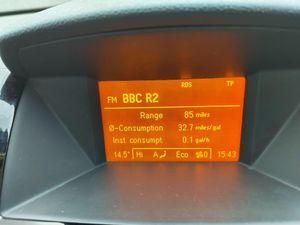 RDS TP
FM BBC R2
Range 85 miles
Ø-Consumption 32.7 miles/gal
Inst consumpt 0.1 gal/h
14.5° Hi A Eco 0 15:43